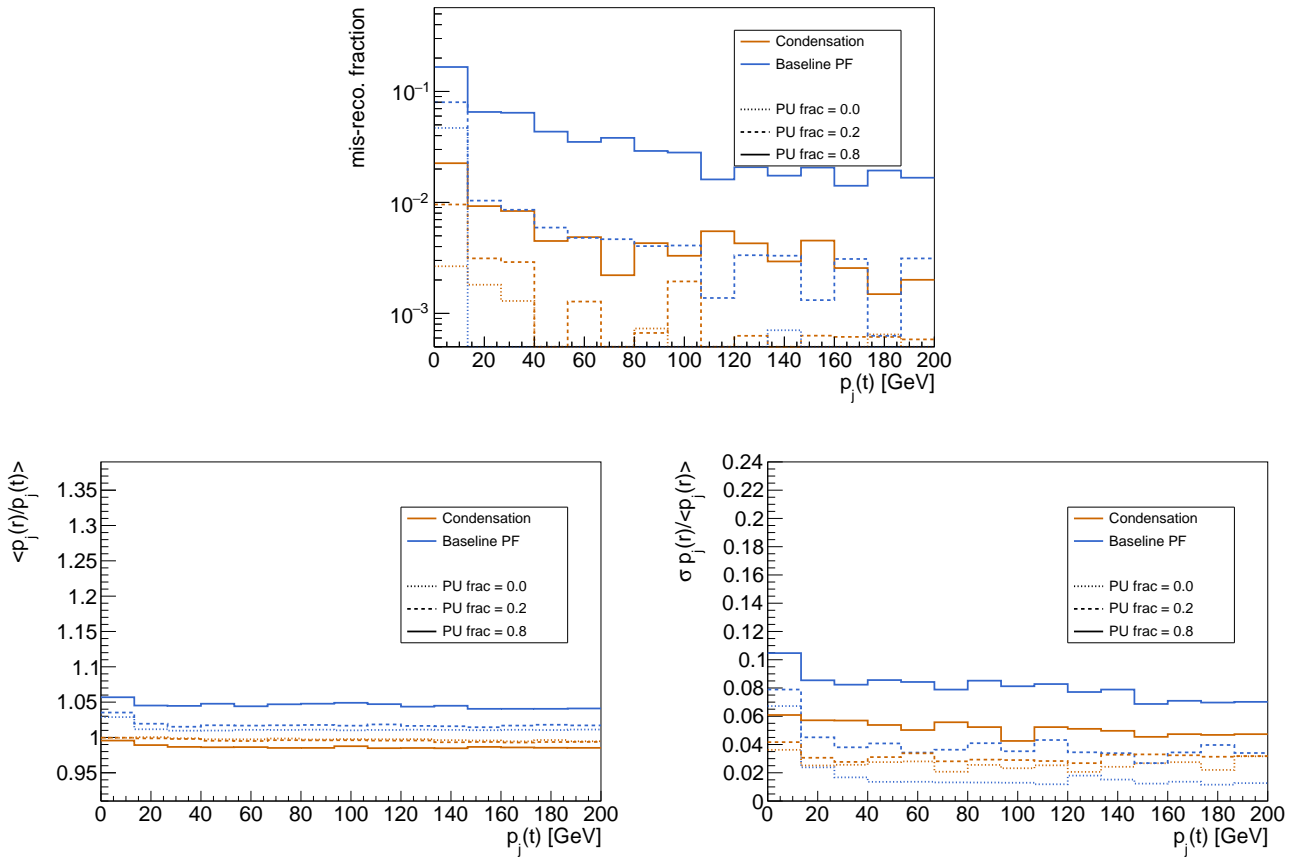 mis-reco. fraction
10⁻¹
10⁻²
10⁻³
Condensation
Baseline PF
PU frac = 0.0
PU frac = 0.2
PU frac = 0.8
0 20 40 60 80 100 120 140 160 180 200
p_j(t) [GeV]
<p_j(r)/p_j(t)>
1.35
1.3
1.25
1.2
1.15
1.1
1.05
1
0.95
Condensation
Baseline PF
PU frac = 0.0
PU frac = 0.2
PU frac = 0.8
0 20 40 60 80 100 120 140 160 180 200
p_j(t) [GeV]
σ p_j(r)/<p_j(r)>
0.24
0.22
0.2
0.18
0.16
0.14
0.12
0.1
0.08
0.06
0.04
0.02
0
Condensation
Baseline PF
PU frac = 0.0
PU frac = 0.2
PU frac = 0.8
0 20 40 60 80 100 120 140 160 180 200
p_j(t) [GeV]